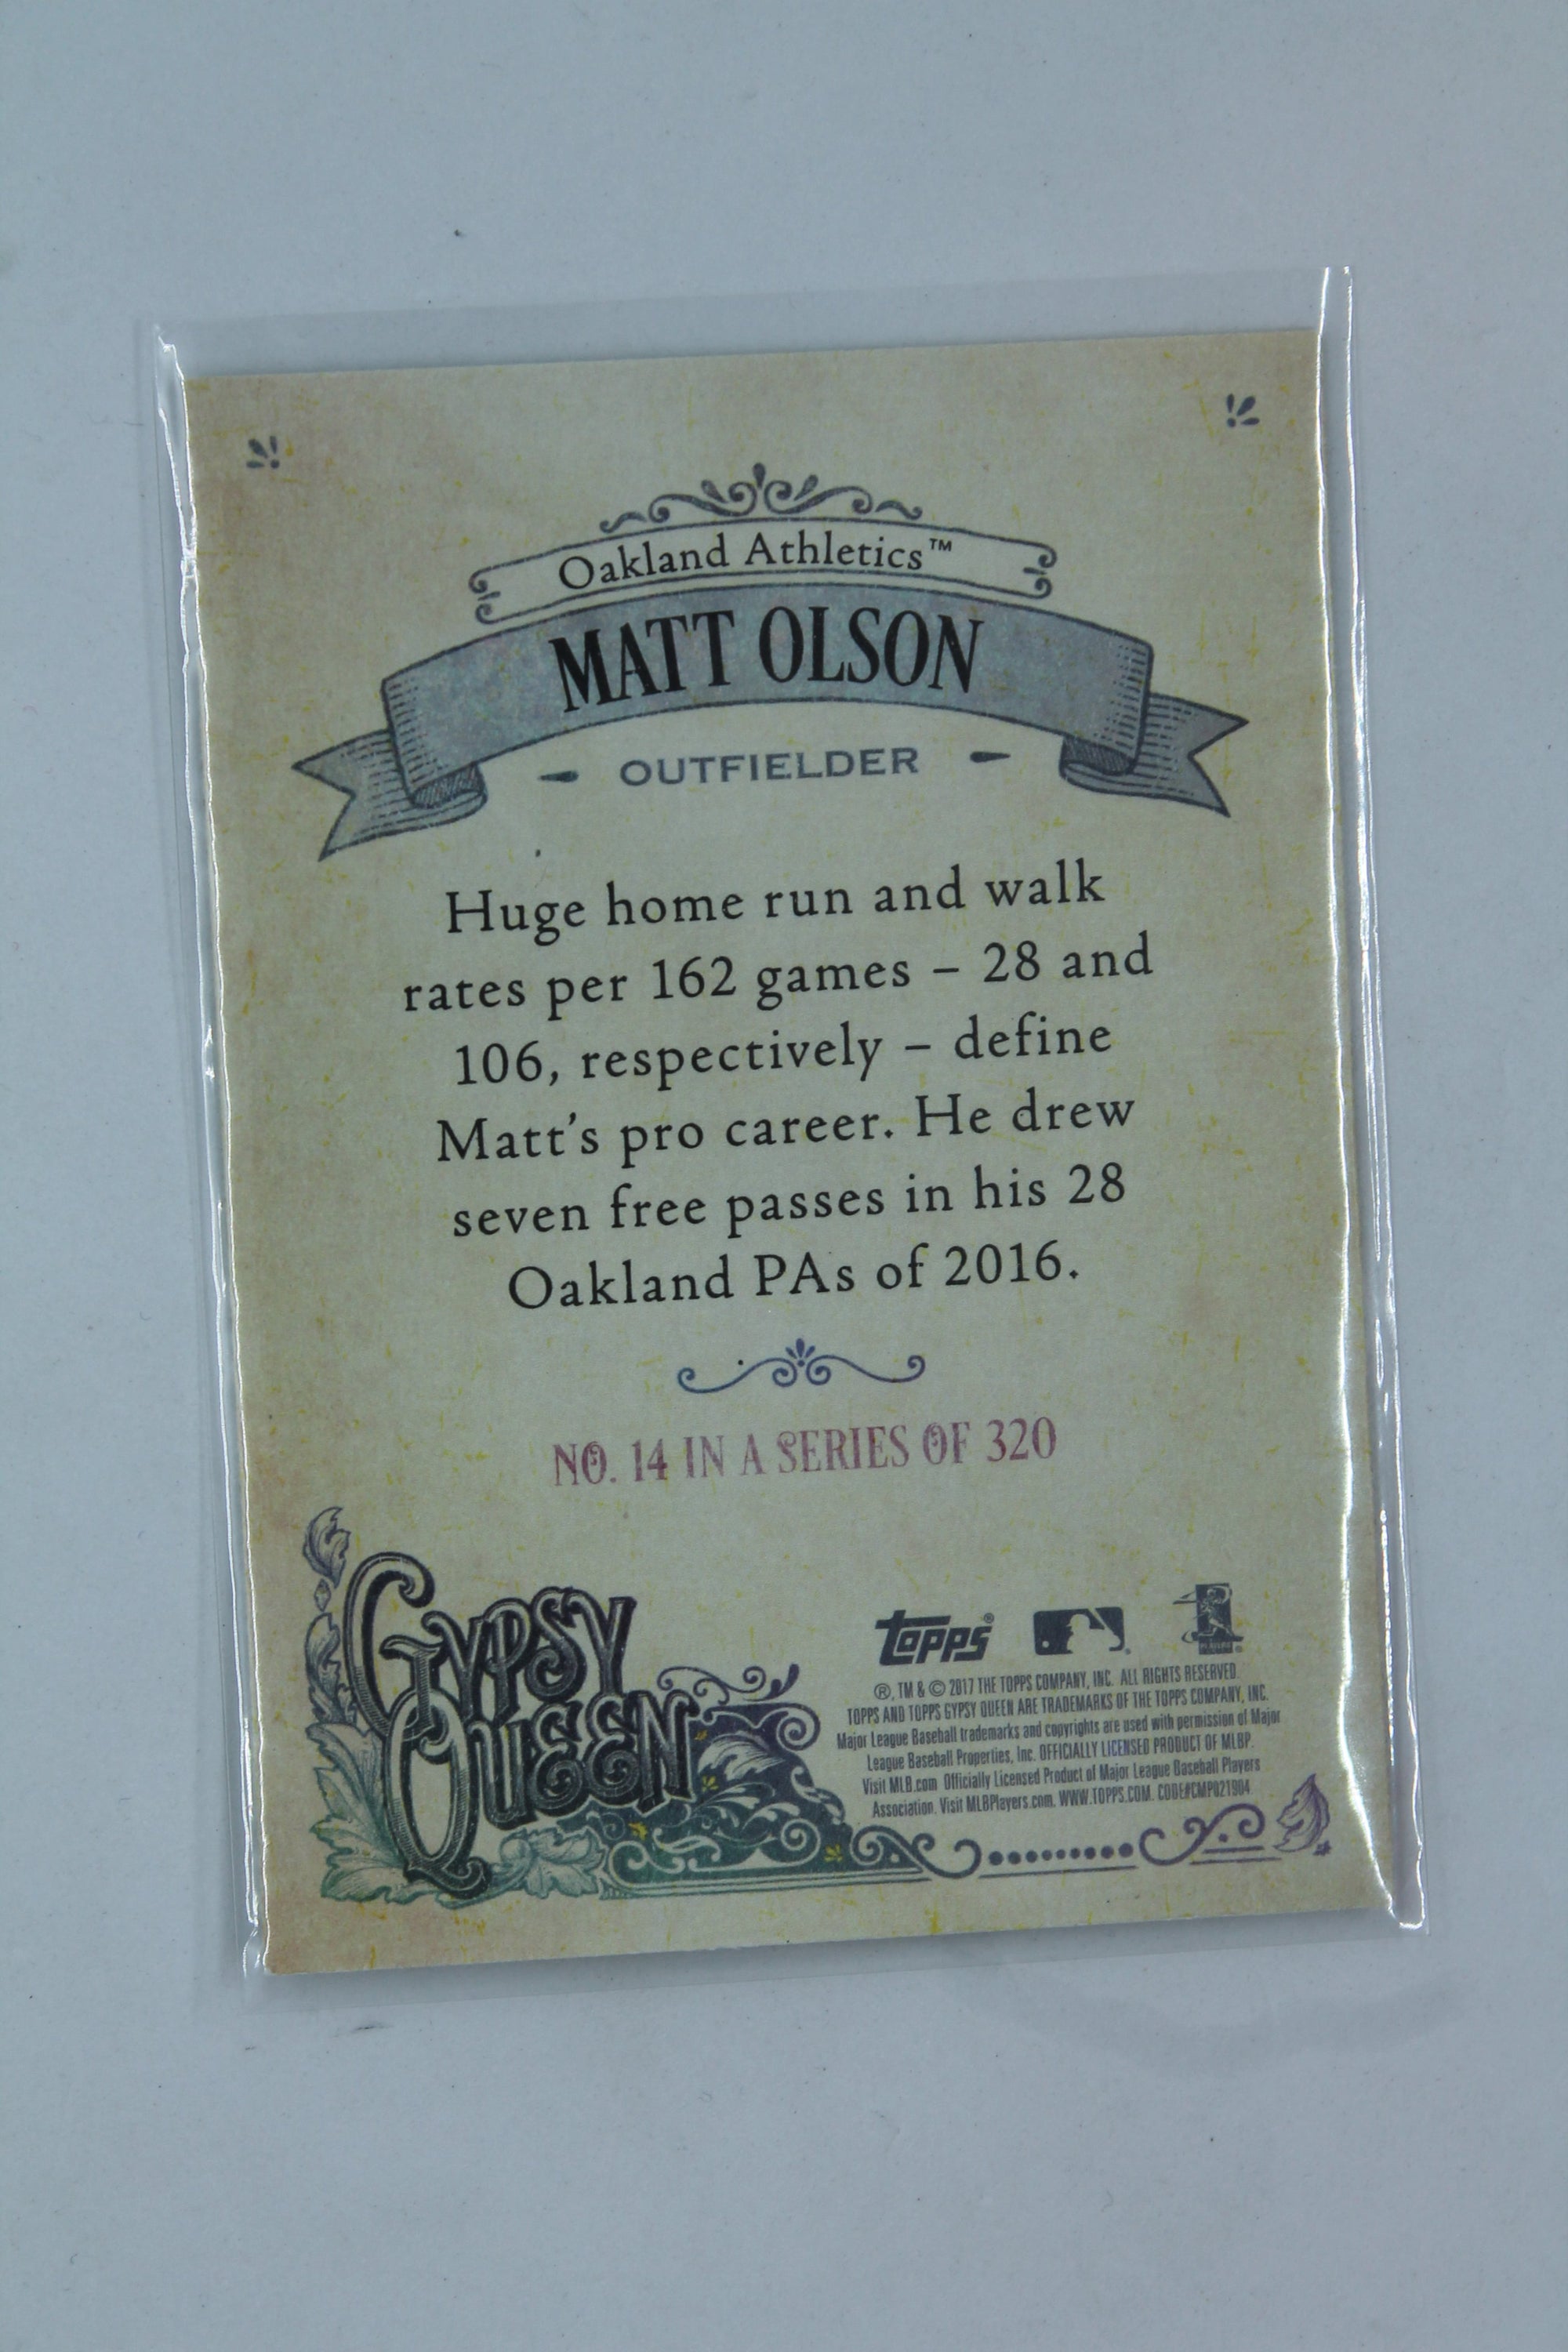 Oakland Athletics™
MATT OLSON
OUTFIELDER
Huge home run and walk
rates per 162 games – 28 and
106, respectively – define
Matt's pro career. He drew
seven free passes in his 28
Oakland PAs of 2016.
NO. 14 IN A SERIES OF 320
GYPSY
QUEEN
Topps®
®, TM & © 2017 THE TOPPS COMPANY, INC. ALL RIGHTS RESERVED.
TOPPS AND TOPPS GYPSY QUEEN ARE TRADEMARKS OF THE TOPPS COMPANY, INC.
Major League Baseball trademarks and copyrights are used with permission of Major
League Baseball Properties, Inc. OFFICIALLY LICENSED PRODUCT OF MLBP.
Visit MLB.com Officially Licensed Product of Major League Baseball Players
Association. Visit MLBPlayers.com. WWW.TOPPS.COM. CODE#CMP021904